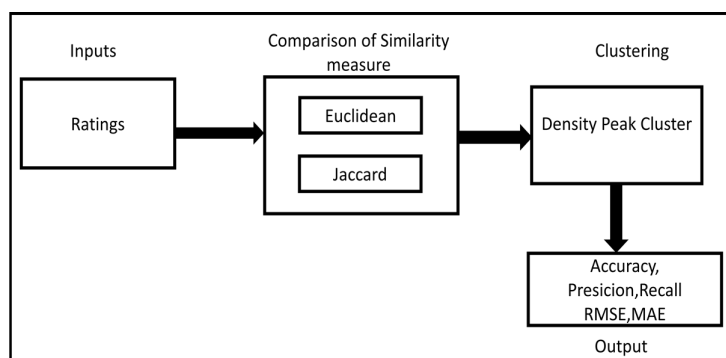 Inputs
Ratings
Comparison of Similarity
measure
Euclidean
Jaccard
Clustering
Density Peak Cluster
Accuracy,
Presicion,Recall
RMSE,MAE
Output